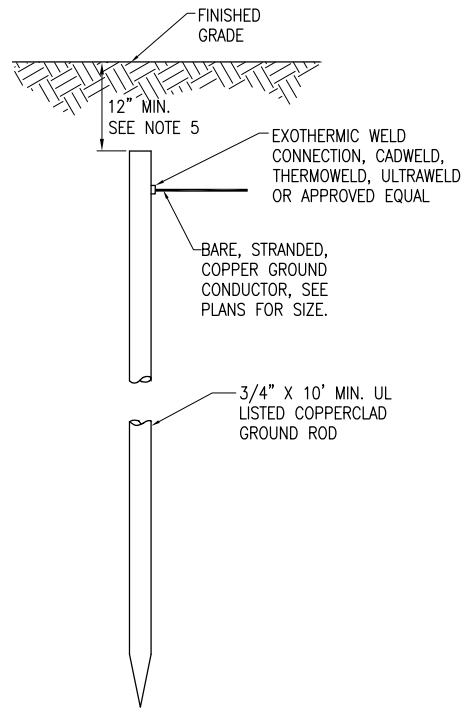 FINISHED
GRADE
12" MIN.
SEE NOTE 5
EXOTHERMIC WELD
CONNECTION, CADWELD,
THERMOWELD, ULTRAWELD
OR APPROVED EQUAL
BARE, STRANDED,
COPPER GROUND
CONDUCTOR, SEE
PLANS FOR SIZE.
3/4" X 10' MIN. UL
LISTED COPPERCLAD
GROUND ROD